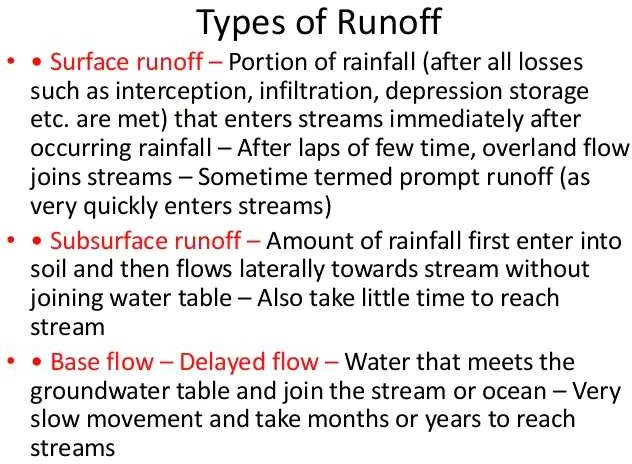 Types of Runoff
• • Surface runoff – Portion of rainfall (after all losses
such as interception, infiltration, depression storage
etc. are met) that enters streams immediately after
occurring rainfall – After laps of few time, overland flow
joins streams – Sometime termed prompt runoff (as
very quickly enters streams)
• • Subsurface runoff – Amount of rainfall first enter into
soil and then flows laterally towards stream without
joining water table – Also take little time to reach
stream
• • Base flow – Delayed flow – Water that meets the
groundwater table and join the stream or ocean – Very
slow movement and take months or years to reach
streams